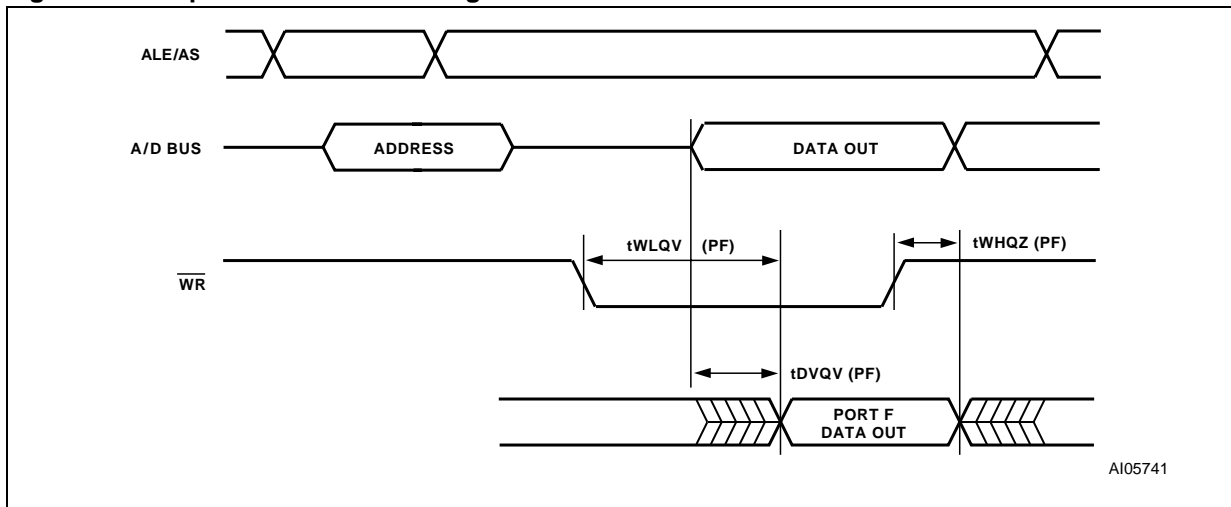 ALE/AS
A/D BUS
ADDRESS
DATA OUT
tWLQV (PF)
tWHQZ (PF)
WR
tDVQV (PF)
PORT F
DATA OUT
AI05741